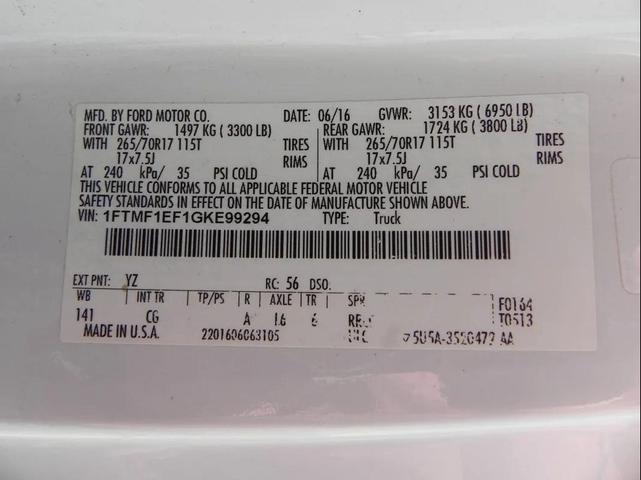 MFD. BY FORD MOTOR CO. DATE: 06/16 GVWR: 3153 KG ( 6950 LB)
FRONT GAWR: 1497 KG ( 3300 LB) REAR GAWR: 1724 KG ( 3800 LB)
WITH 265/70R17 115T TIRES WITH 265/70R17 115T TIRES
17x7.5J RIMS 17x7.5J RIMS
AT 240 kPa/ 35 PSI COLD AT 240 kPa/ 35 PSI COLD
THIS VEHICLE CONFORMS TO ALL APPLICABLE FEDERAL MOTOR VEHICLE
SAFETY STANDARDS IN EFFECT ON THE DATE OF MANUFACTURE SHOWN ABOVE.
VIN: 1FTMF1EF1GKE99294 TYPE: Truck
EXT PNT: YZ RC: 56 DSO:
WB INT TR TP/PS R AXLE TR SPR F0164
141 CG A 16 6 T0513
MADE IN U.S.A. 2201606063105